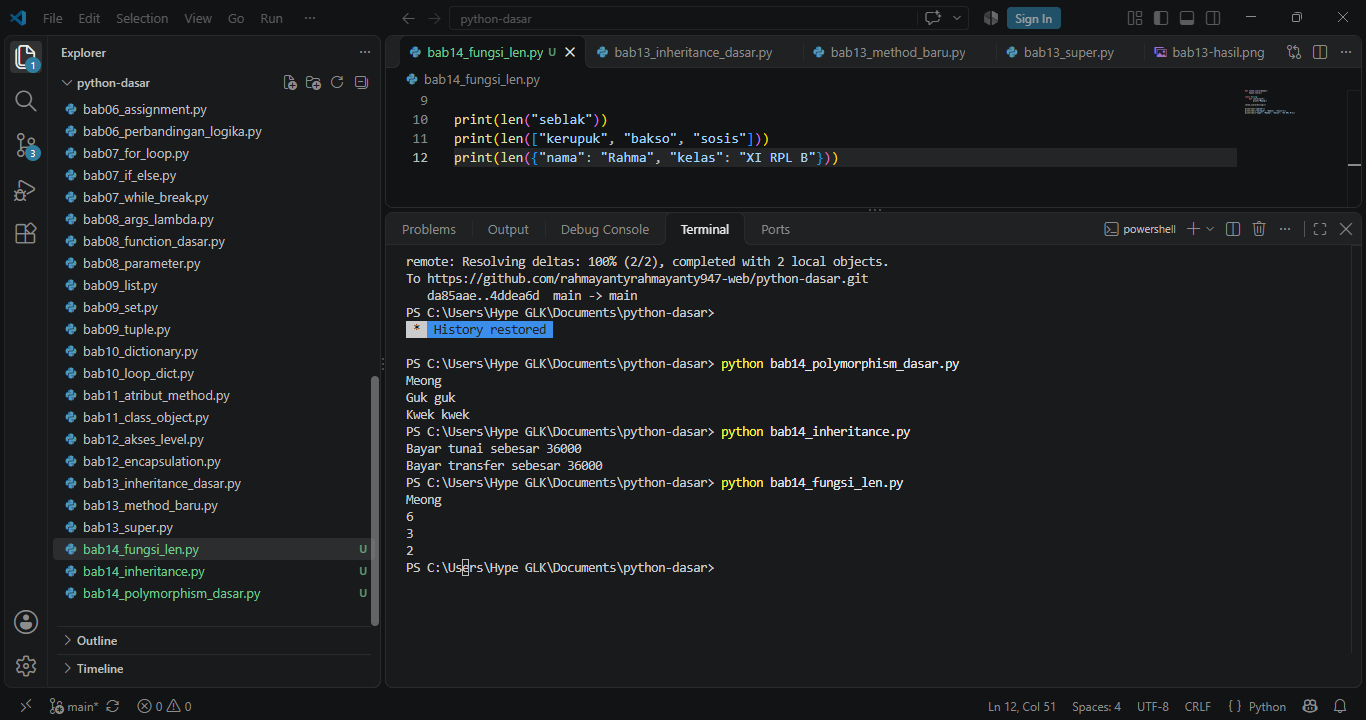 File Edit Selection View Go Run ···
python-dasar
Sign In
Explorer
python-dasar
bab06_assignment.py
bab06_perbandingan_logika.py
bab07_for_loop.py
bab07_if_else.py
bab07_while_break.py
bab08_args_lambda.py
bab08_function_dasar.py
bab08_parameter.py
bab09_list.py
bab09_set.py
bab09_tuple.py
bab10_dictionary.py
bab10_loop_dict.py
bab11_atribut_method.py
bab11_class_object.py
bab12_akses_level.py
bab12_encapsulation.py
bab13_inheritance_dasar.py
bab13_method_baru.py
bab13_super.py
bab14_fungsi_len.py U
bab14_inheritance.py U
bab14_polymorphism_dasar.py U
Outline
Timeline
1
3
bab14_fungsi_len.py U bab13_inheritance_dasar.py bab13_method_baru.py bab13_super.py bab13-hasil.png
bab14_fungsi_len.py
9
10 print(len("seblak"))
11 print(len(["kerupuk", "bakso", "sosis"]))
12 print(len({"nama": "Rahma", "kelas": "XI RPL B"}))
Problems Output Debug Console Terminal Ports powershell
remote: Resolving deltas: 100% (2/2), completed with 2 local objects.
To https://github.com/rahmayantyrahmayanty947-web/python-dasar.git
da85aae..4ddea6d main -> main
PS C:\Users\Hype GLK\Documents\python-dasar>
* History restored
PS C:\Users\Hype GLK\Documents\python-dasar> python bab14_polymorphism_dasar.py
Meong
Guk guk
Kwek kwek
PS C:\Users\Hype GLK\Documents\python-dasar> python bab14_inheritance.py
Bayar tunai sebesar 36000
Bayar transfer sebesar 36000
PS C:\Users\Hype GLK\Documents\python-dasar> python bab14_fungsi_len.py
Meong
6
3
2
PS C:\Users\Hype GLK\Documents\python-dasar>
main* 0 0 Ln 12, Col 51 Spaces: 4 UTF-8 CRLF { } Python